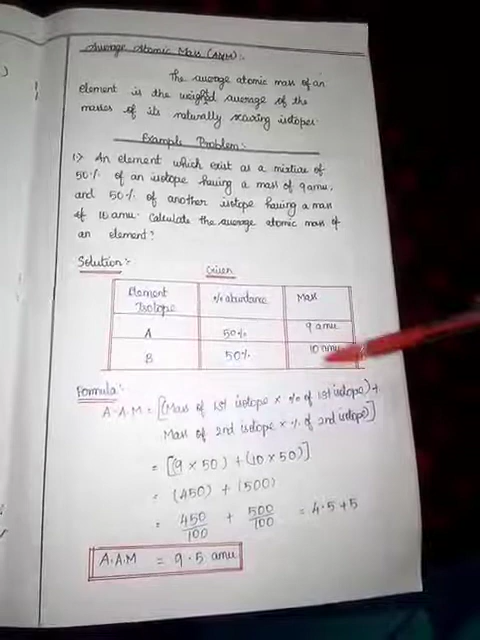 Average Atomic Mass (AAM):-
The average atomic mass of an
element is the weighted average of the
masses of its naturally occuring isotopes.
Example Problem:-
1:> An element which exist as a mixture of
50% of an isotope having a mass of 9 amu,
and 50% of another isotope having a mass
of 10 amu. Calculate the average atomic mass of
an element?
Solution:-
Given
Element Isotope % abundance Mass
A 50% 9 amu
B 50% 10 amu
Formula:-
A.A.M = [(Mass of 1st isotope × % of 1st isotope) +
Mass of 2nd isotope × % of 2nd isotope)]
= [(9 × 50) + (10 × 50)]
= (450) + (500)
= 450/100 + 500/100 = 4.5 + 5
A.A.M = 9.5 amu